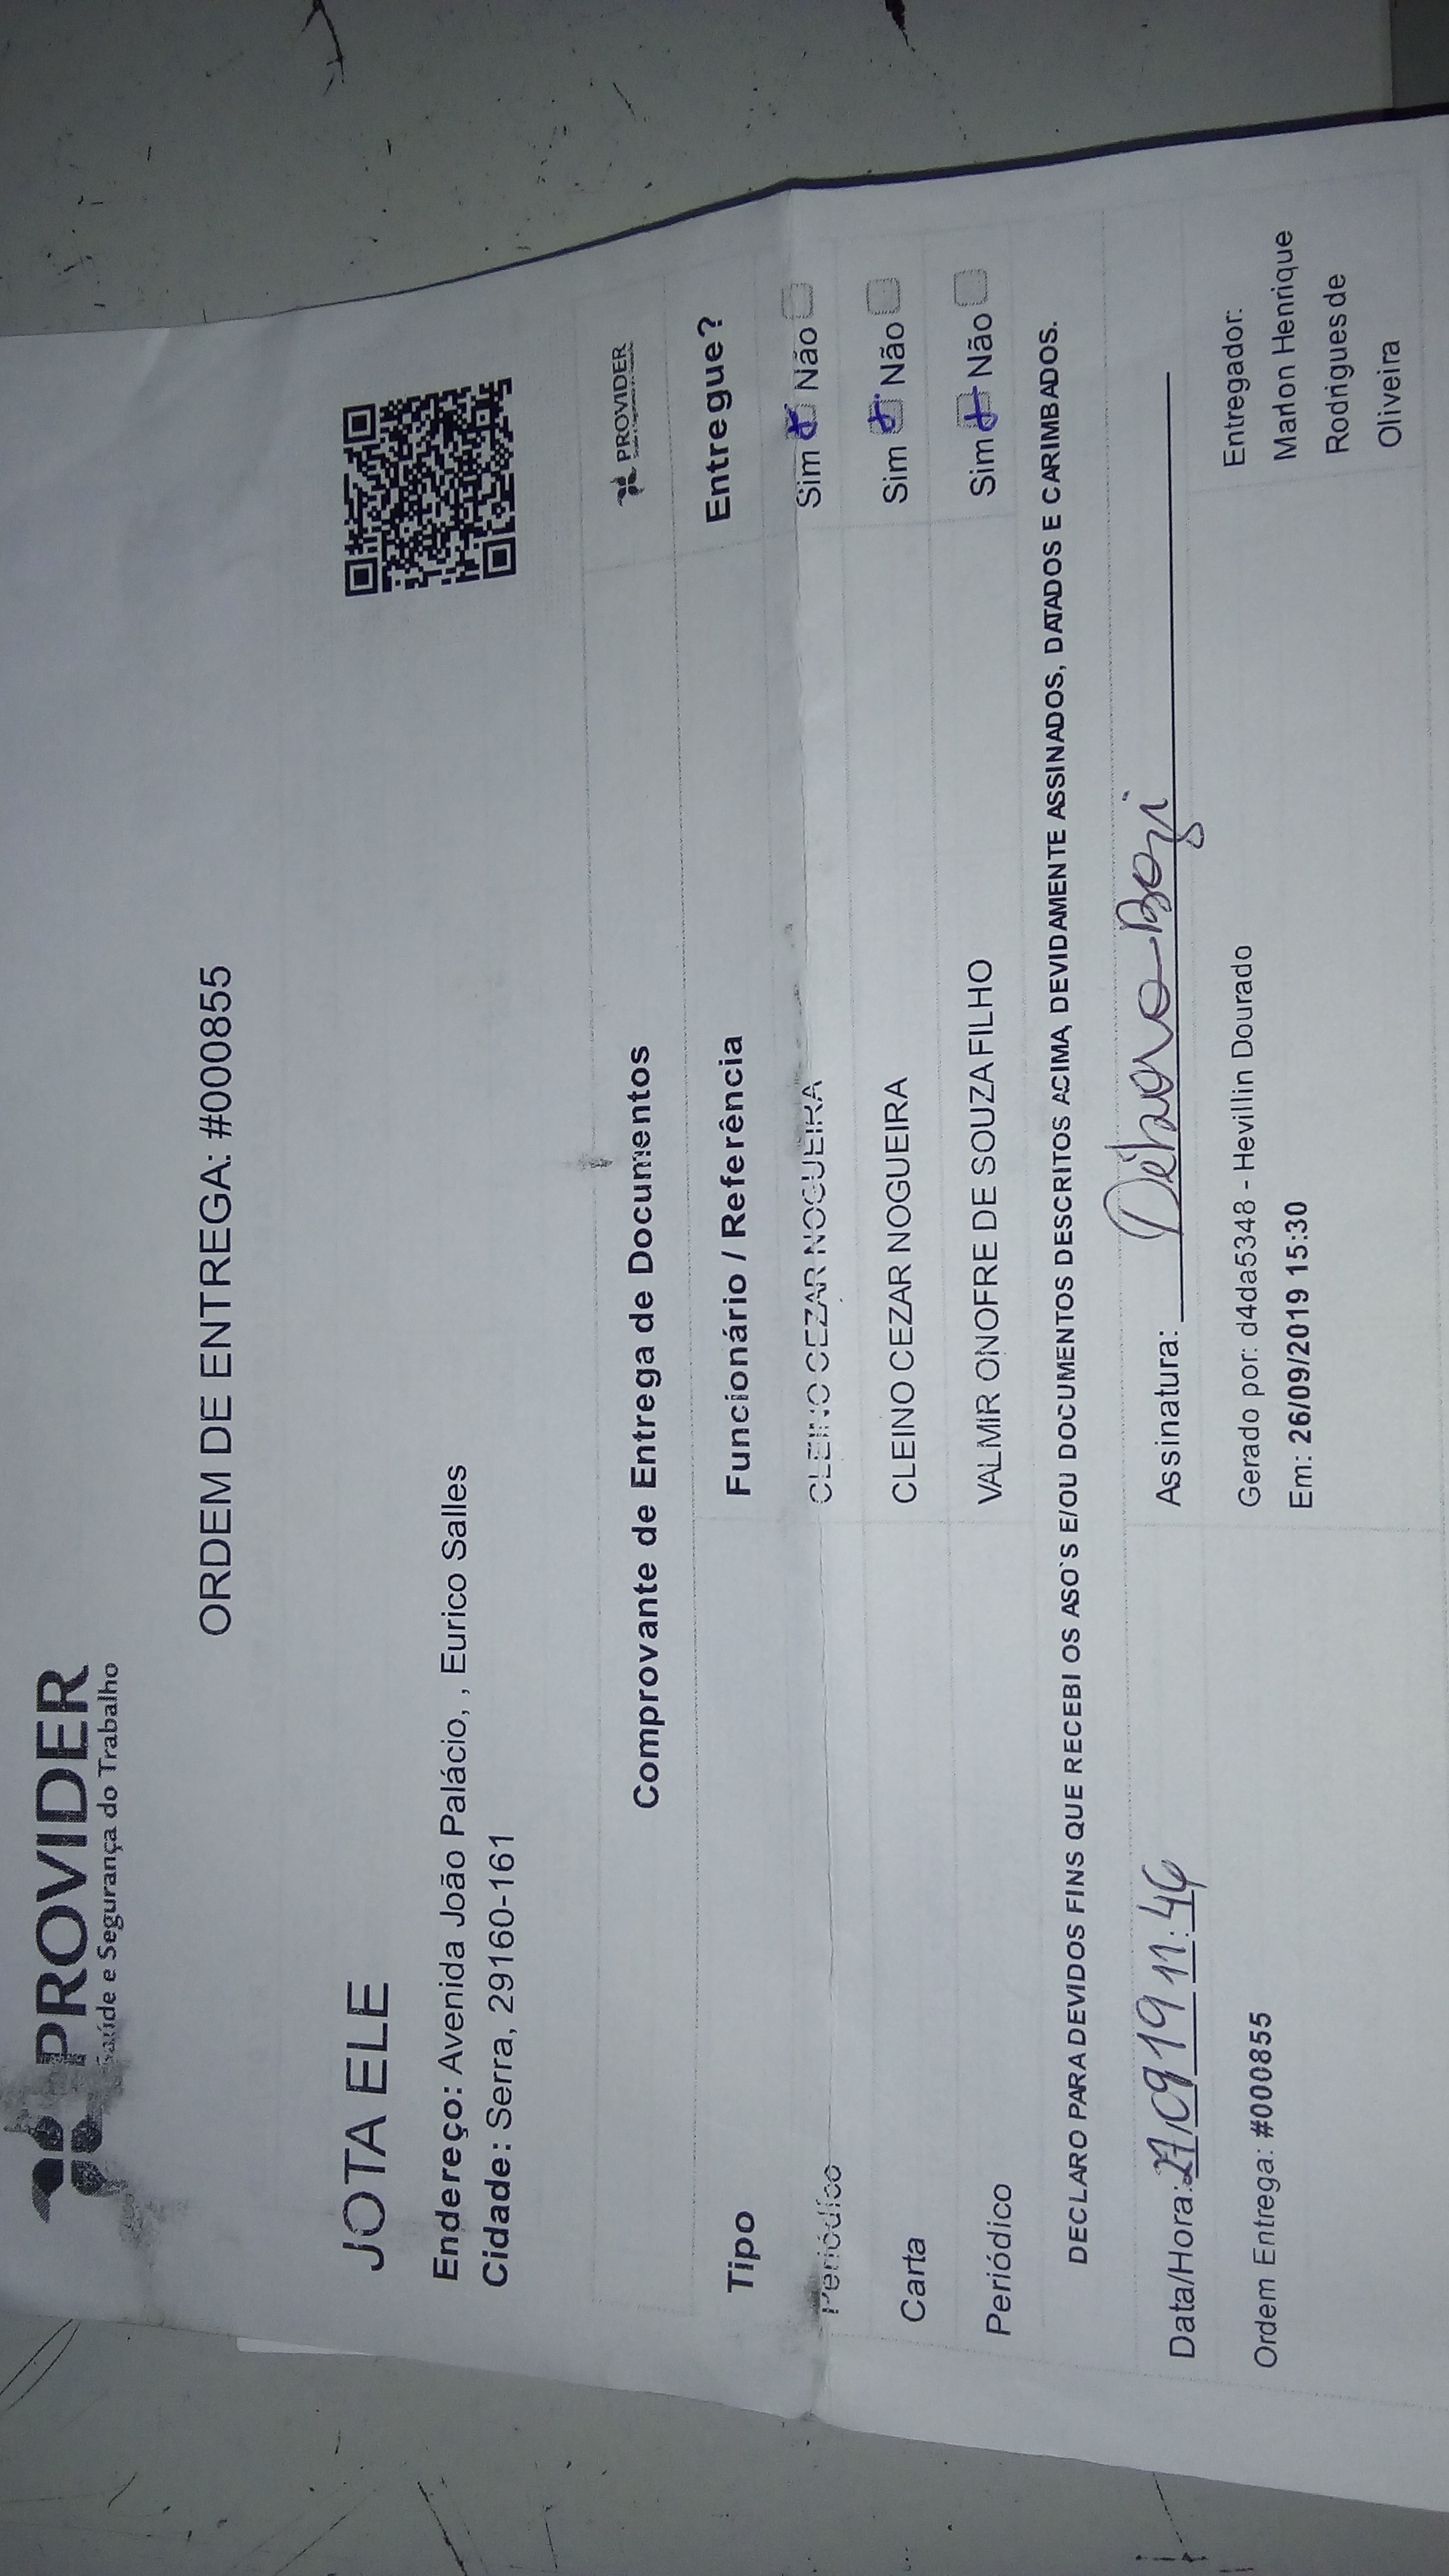 PROVIDER
Saúde e Segurança do Trabalho
ORDEM DE ENTREGA: #000855
JOTA ELE
Endereço: Avenida João Palácio, , Eurico Salles
Cidade: Serra, 29160-161
Comprovante de Entrega de Documentos PROVIDER
Tipo Funcionário / Referência Entregue?
Periódico CLEINO CEZAR NOGUEIRA Sim Não
Carta CLEINO CEZAR NOGUEIRA Sim Não
Periódico VALMIR ONOFRE DE SOUZA FILHO Sim Não
DECLARO PARA DEVIDOS FINS QUE RECEBI OS ASO`S E/OU DOCUMENTOS DESCRITOS ACIMA, DEVIDAMENTE ASSINADOS, DATADOS E CARIMBADOS.
Data/Hora: 27/09/19 11:44 Assinatura:
Ordem Entrega: #000855 Gerado por: d4da5348 - Hevillin Dourado
Em: 26/09/2019 15:30
Entregador:
Marlon Henrique
Rodrigues de
Oliveira